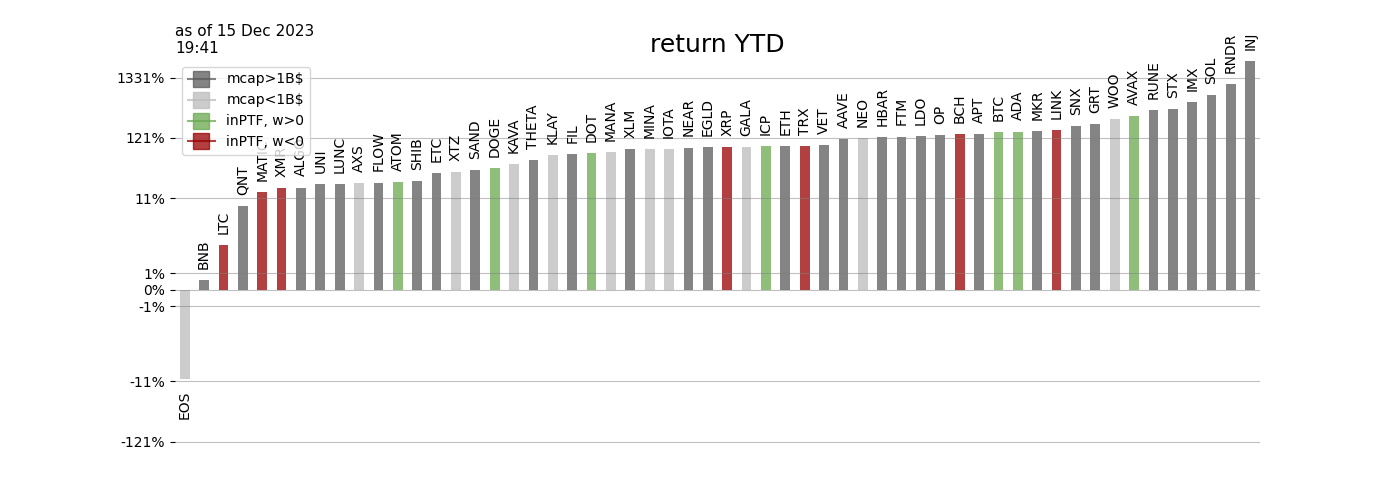 as of 15 Dec 2023
19:41
return YTD
mcap>1B$
mcap<1B$
inPTF, w>0
inPTF, w<0
1331%
121%
11%
1%
0%
-1%
-11%
-121%
EOS
BNB
LTC
QNT
UNI
LUNC
AXS
FLOW
ATOM
SHIB
ETC
XTZ
SAND
DOGE
KAVA
THETA
KLAY
FIL
DOT
MANA
XLM
MINA
IOTA
NEAR
EGLD
XRP
GALA
ICP
ETH
TRX
VET
AAVE
NEO
HBAR
FTM
LDO
OP
BCH
APT
BTC
ADA
MKR
LINK
SNX
GRT
WOO
AVAX
RUNE
STX
IMX
SOL
RNDR
INJ